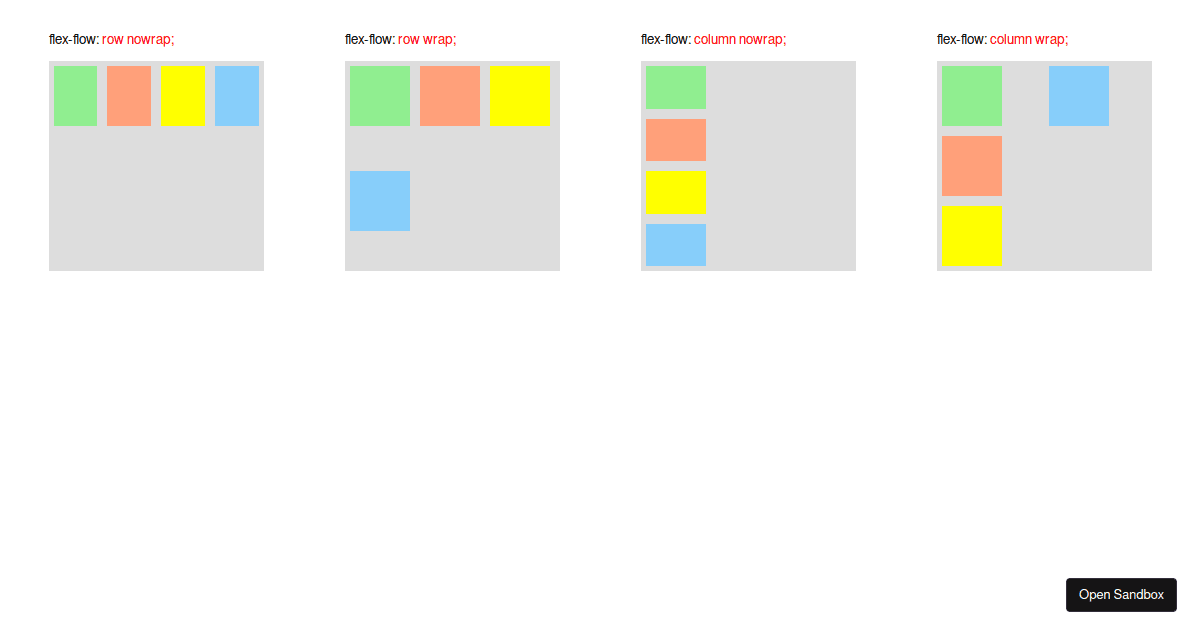 flex-flow: row nowrap;
flex-flow: row wrap;
flex-flow: column nowrap;
flex-flow: column wrap;
Open Sandbox